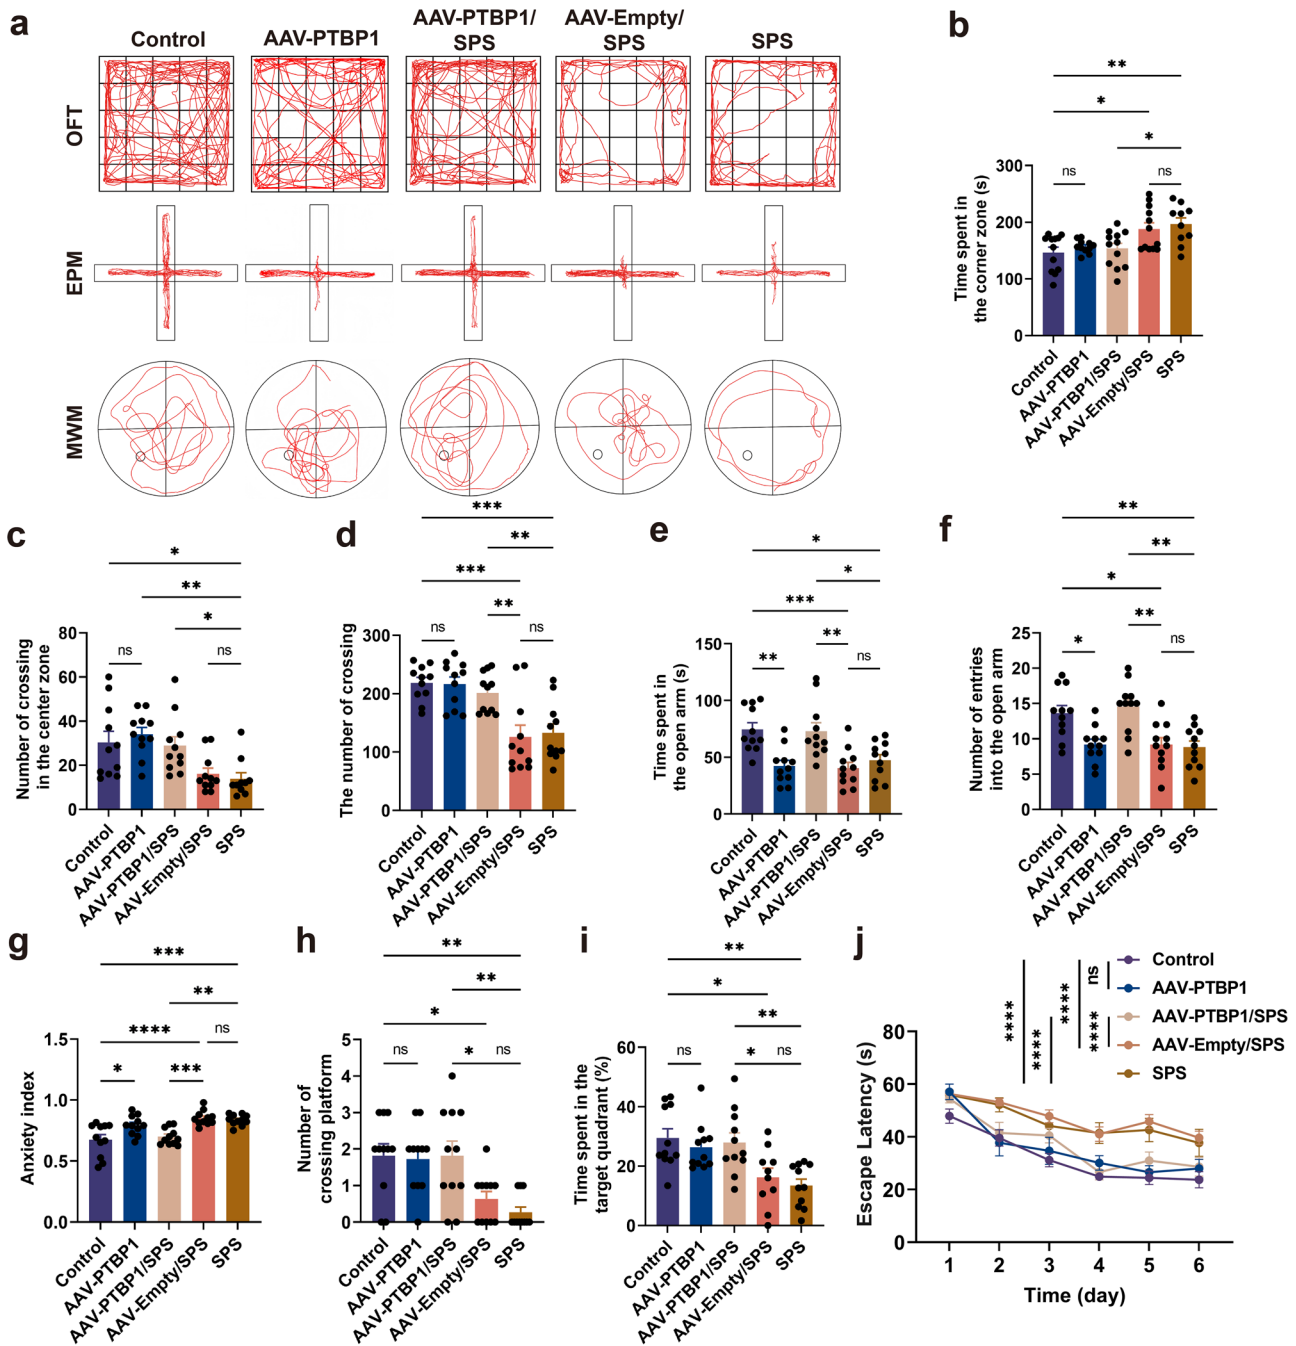 a
Control
AAV-PTBP1
AAV-PTBP1/
SPS
AAV-Empty/
SPS
SPS
OFT
EPM
MWM
b
**
*
*
ns
ns
Time spent in
the corner zone (s)
300
200
100
0
Control
AAV-PTBP1
AAV-PTBP1/SPS
AAV-Empty/SPS
SPS
c
*
**
*
ns
ns
Number of crossing
in the center zone
80
60
40
20
0
Control
AAV-PTBP1
AAV-PTBP1/SPS
AAV-Empty/SPS
SPS
d
***
**
***
**
ns
ns
The number of crossing
300
200
100
0
Control
AAV-PTBP1
AAV-PTBP1/SPS
AAV-Empty/SPS
SPS
e
*
*
***
**
**
ns
Time spent in
the open arm (s)
150
100
50
0
Control
AAV-PTBP1
AAV-PTBP1/SPS
AAV-Empty/SPS
SPS
f
**
**
*
**
*
ns
Number of entries
into the open arm
25
20
15
10
5
0
Control
AAV-PTBP1
AAV-PTBP1/SPS
AAV-Empty/SPS
SPS
g
***
**
****
ns
*
***
Anxiety index
1.5
1.0
0.5
0.0
Control
AAV-PTBP1
AAV-PTBP1/SPS
AAV-Empty/SPS
SPS
h
**
**
*
ns
*
ns
Number of
crossing platform
5
4
3
2
1
0
Control
AAV-PTBP1
AAV-PTBP1/SPS
AAV-Empty/SPS
SPS
i
**
*
**
ns
*
ns
Time spent in the
target quadrant (%)
60
40
20
0
Control
AAV-PTBP1
AAV-PTBP1/SPS
AAV-Empty/SPS
SPS
j
****
****
****
ns
****
Control
AAV-PTBP1
AAV-PTBP1/SPS
AAV-Empty/SPS
SPS
Escape Latency (s)
80
60
40
20
0
1 2 3 4 5 6
Time (day)